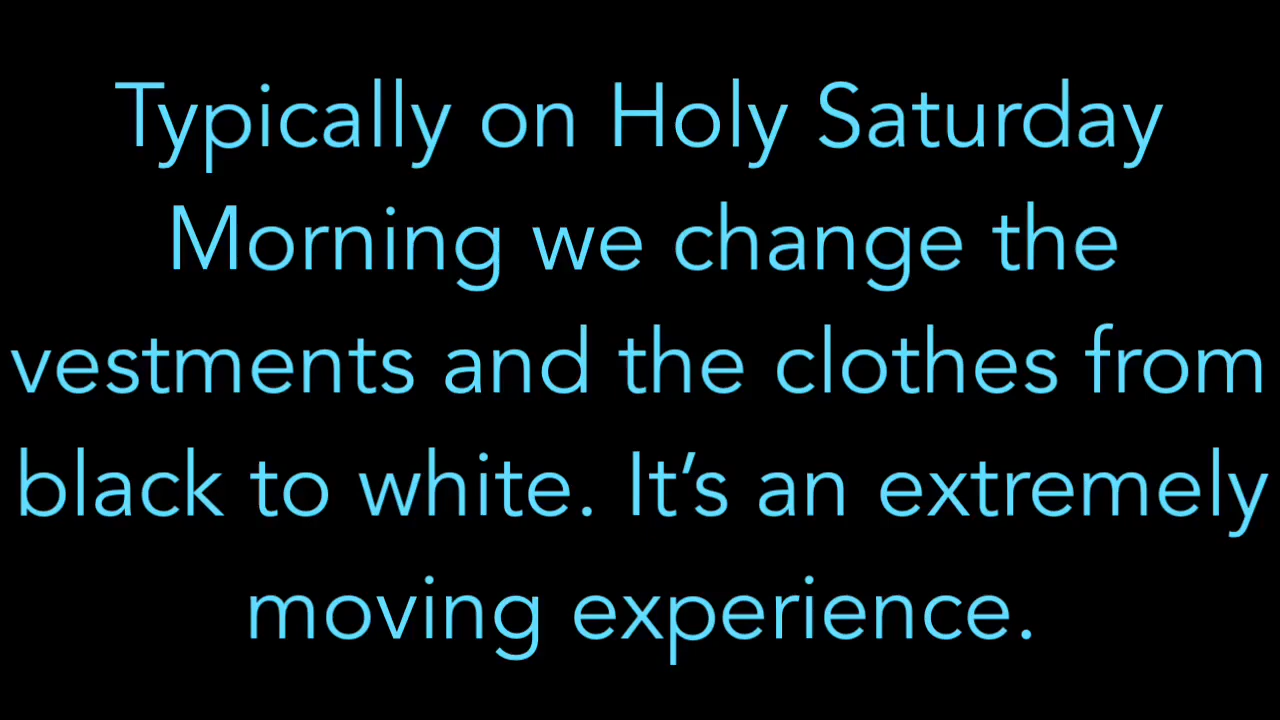 Typically on Holy Saturday
Morning we change the
vestments and the clothes from
black to white. It’s an extremely
moving experience.